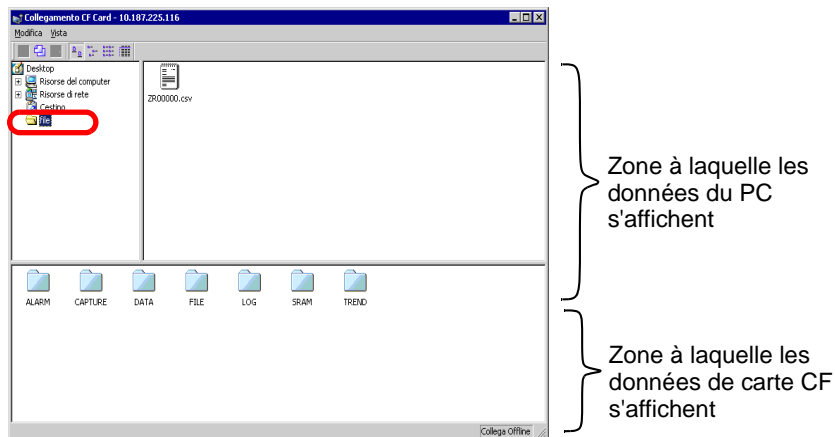 Collegamento CF Card - 10.187.225.116
Modifica Vista
Desktop
Risorse del computer
Risorse di rete
Cestino
file
ZR00000.csv
Zone à laquelle les
données du PC
s'affichent
ALARM CAPTURE DATA FILE LOG SRAM TREND
Zone à laquelle les
données de carte CF
s'affichent
Collega Offline